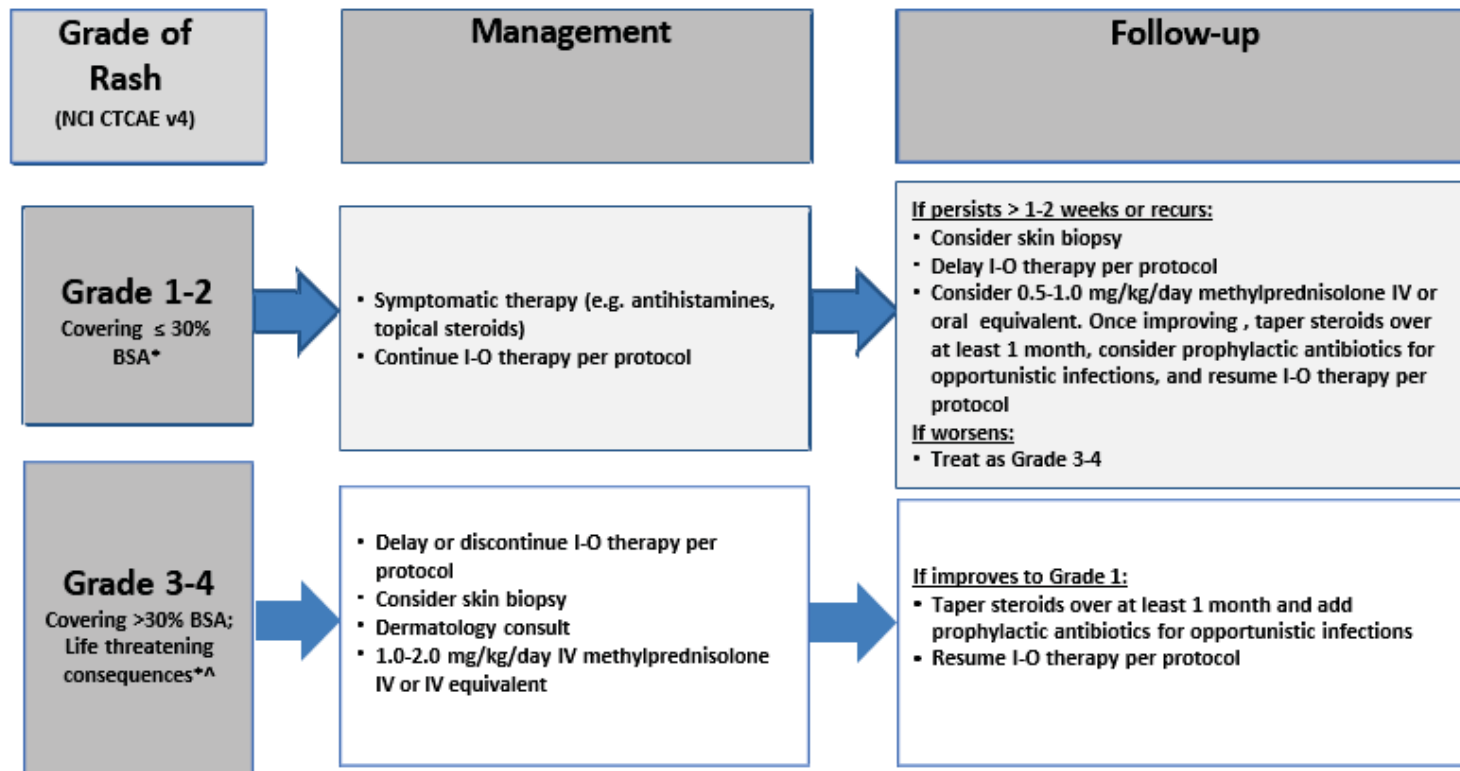 Grade of
Rash
(NCI CTCAE v4)
Management
Follow-up
Grade 1-2
Covering ≤ 30%
BSA*
• Symptomatic therapy (e.g. antihistamines,
topical steroids)
• Continue I-O therapy per protocol
If persists > 1-2 weeks or recurs:
• Consider skin biopsy
• Delay I-O therapy per protocol
• Consider 0.5-1.0 mg/kg/day methylprednisolone IV or
oral equivalent. Once improving , taper steroids over
at least 1 month, consider prophylactic antibiotics for
opportunistic infections, and resume I-O therapy per
protocol
If worsens:
• Treat as Grade 3-4
Grade 3-4
Covering >30% BSA;
Life threatening
consequences*^
• Delay or discontinue I-O therapy per
protocol
• Consider skin biopsy
• Dermatology consult
• 1.0-2.0 mg/kg/day IV methylprednisolone
IV or IV equivalent
If improves to Grade 1:
• Taper steroids over at least 1 month and add
prophylactic antibiotics for opportunistic infections
• Resume I-O therapy per protocol